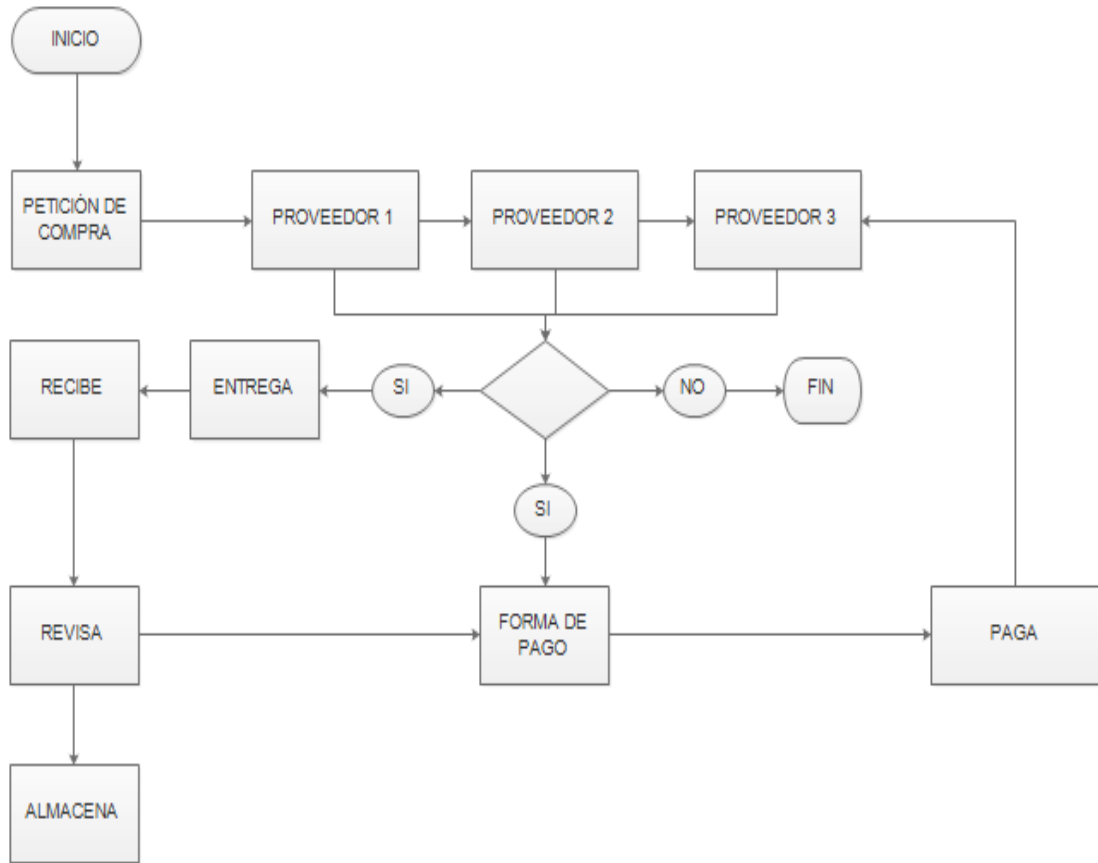 INICIO
PETICIÓN DE
COMPRA
PROVEEDOR 1
PROVEEDOR 2
PROVEEDOR 3
RECIBE
ENTREGA
SI
NO
FIN
SI
REVISA
FORMA DE
PAGO
PAGA
ALMACENA